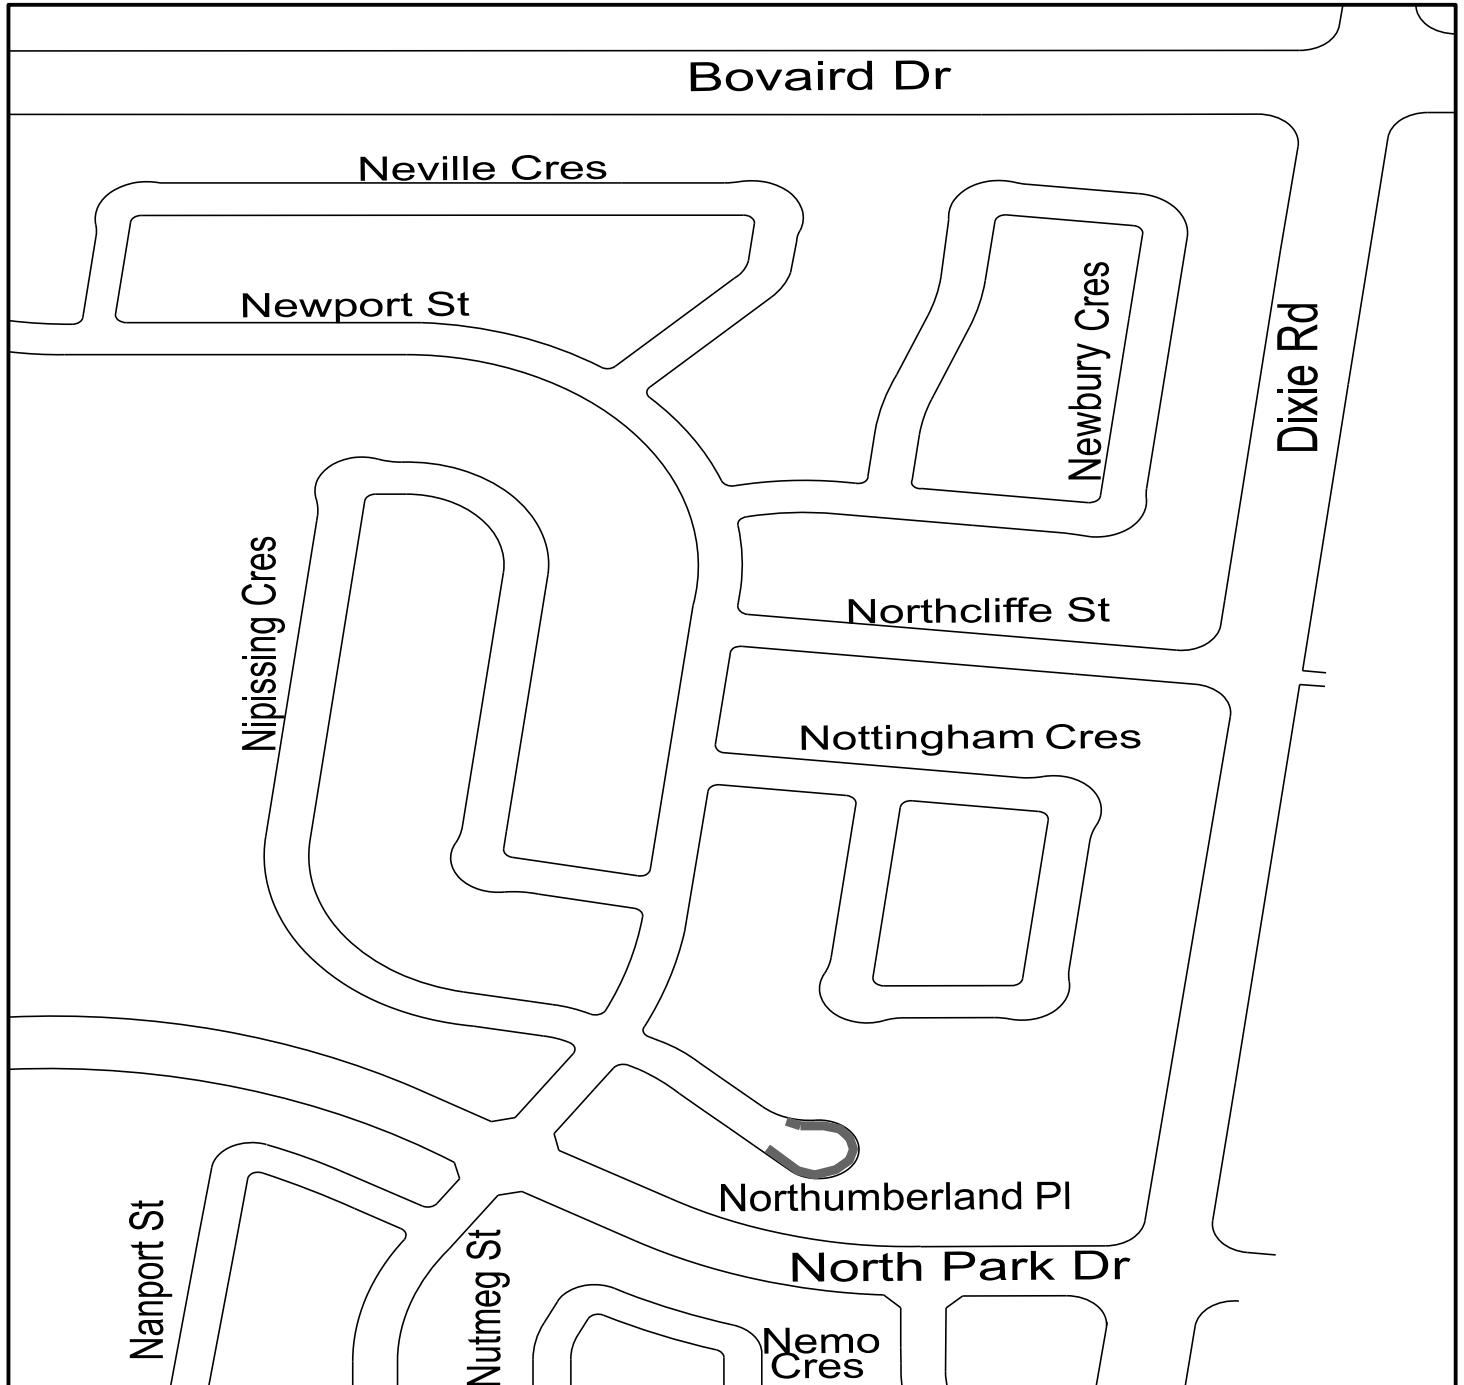 Bovaird Dr
Neville Cres
Newport St
Newbury Cres
Dixie Rd
Nipissing Cres
Northcliffe St
Nottingham Cres
Northumberland Pl
Nanport St
Nutmeg St
North Park Dr
Nemo
Cres